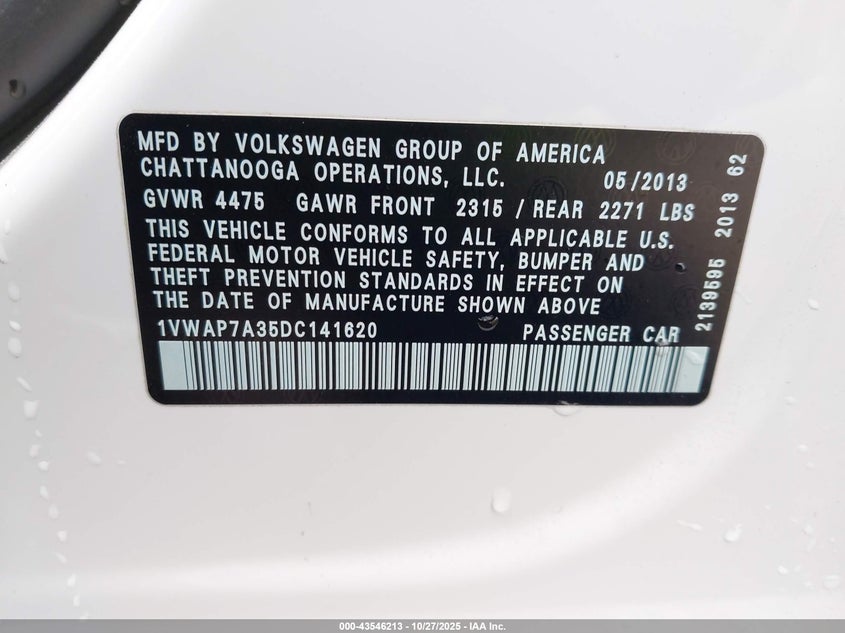 MFD BY VOLKSWAGEN GROUP OF AMERICA
CHATTANOOGA OPERATIONS, LLC. 05/2013
GVWR 4475 GAWR FRONT 2315 / REAR 2271 LBS
THIS VEHICLE CONFORMS TO ALL APPLICABLE U.S.
FEDERAL MOTOR VEHICLE SAFETY, BUMPER AND
THEFT PREVENTION STANDARDS IN EFFECT ON
THE DATE OF MANUFACTURE SHOWN ABOVE
1VWAP7A35DC141620 PASSENGER CAR
2139595 2013 62
000-43546213 - 10/27/2025 - IAA Inc.